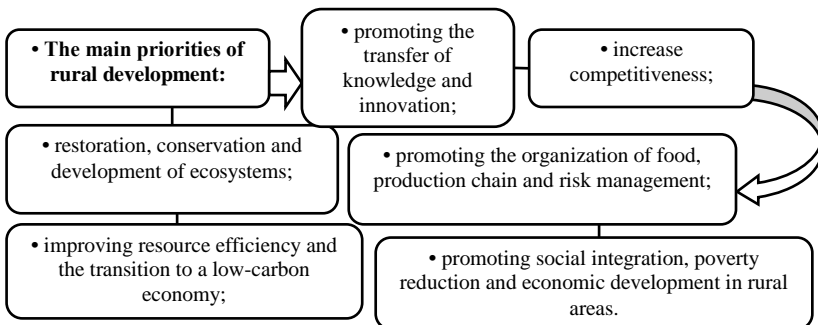 • The main priorities of
rural development:
• promoting the
transfer of
knowledge and
innovation;
• increase
competitiveness;
• restoration, conservation and
development of ecosystems;
• promoting the organization of food,
production chain and risk management;
• improving resource efficiency and
the transition to a low-carbon
economy;
• promoting social integration, poverty
reduction and economic development in rural
areas.